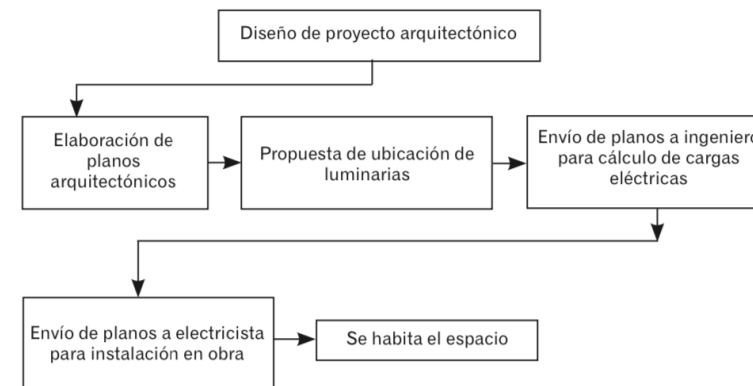 Diseño de proyecto arquitectónico
Elaboración de
planos
arquitectónicos
Propuesta de ubicación de
luminarias
Envío de planos a ingeniero
para cálculo de cargas
eléctricas
Envío de planos a electricista
para instalación en obra
Se habita el espacio